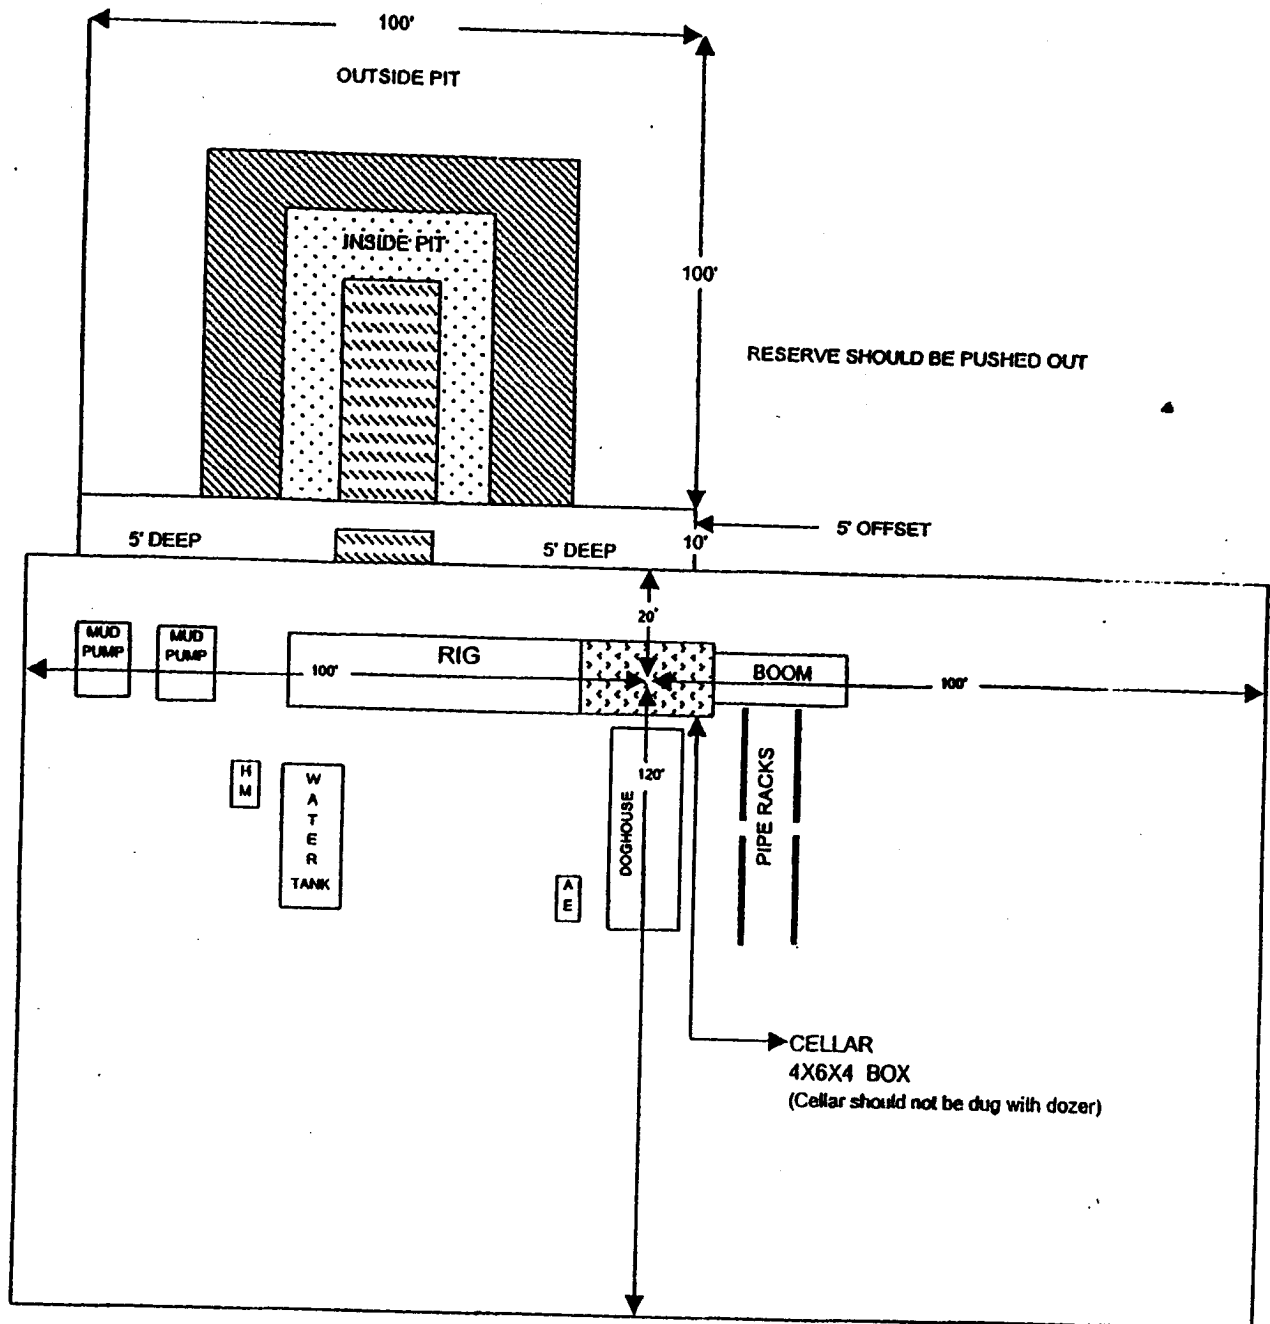 100'
OUTSIDE PIT
INSIDE PIT
100'
RESERVE SHOULD BE PUSHED OUT
5' DEEP
5' DEEP
10'
5' OFFSET
20'
MUD
PUMP
MUD
PUMP
RIG
100'
BOOM
100'
H
M
W
A
T
E
R
TANK
120'
DOGHOUSE
PIPE RACKS
A
E
CELLAR
4X6X4 BOX
(Cellar should not be dug with dozer)